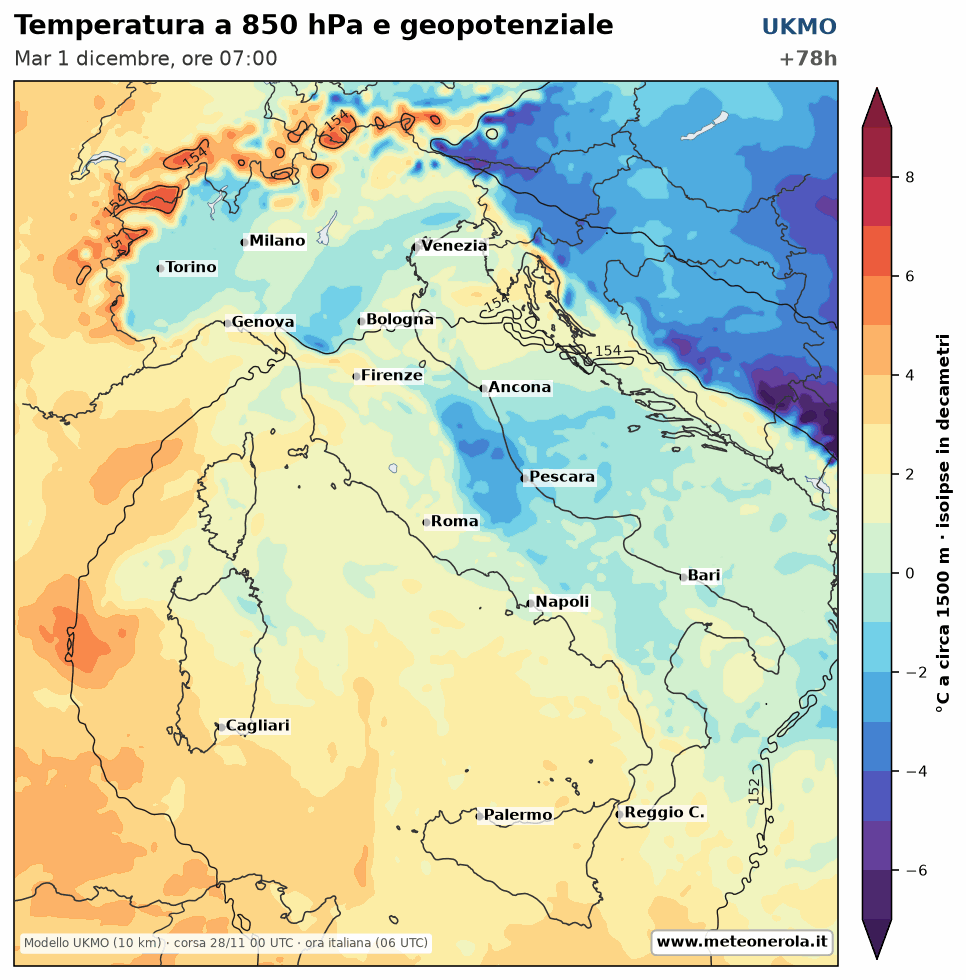 Temperatura a 850 hPa e geopotenziale
UKMO
Mar 1 dicembre, ore 07:00
+78h
154
154
154
154
Milano
Venezia
Torino
154
Genova
Bologna
154
Firenze
Ancona
Pescara
Roma
Bari
Napoli
Cagliari
152
Palermo
Reggio C.
Modello UKMO (10 km) · corsa 28/11 00 UTC · ora italiana (06 UTC)
www.meteonerola.it
8
6
4
2
0
−2
−4
−6
°C a circa 1500 m · isoipse in decametri